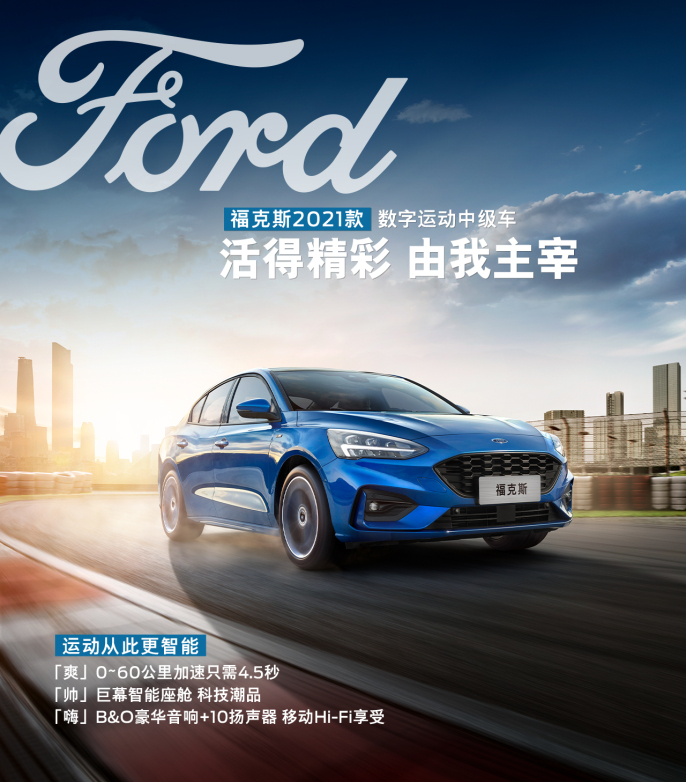 Ford
福克斯2021款 数字运动中级车
活得精彩 由我主宰
福克斯
运动从此更智能
「爽」0~60公里加速只需4.5秒
「帅」巨幕智能座舱 科技潮品
「嗨」B&O豪华音响+10扬声器 移动Hi-Fi享受